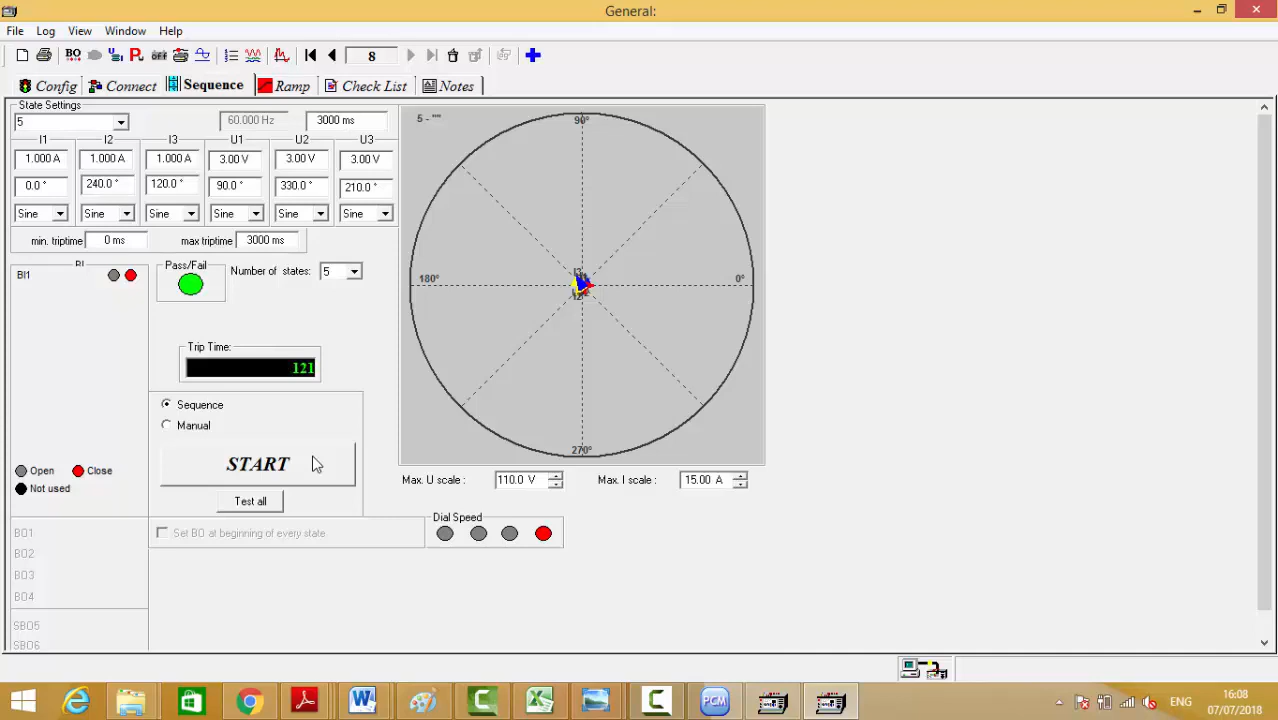 General:
File Log View Window Help
BO U= P OFF 8
Config Connect Sequence Ramp Check List Notes
State Settings
5 60.000 Hz 3000 ms
I1 I2 I3 U1 U2 U3
1.000 A 1.000 A 1.000 A 3.00 V 3.00 V 3.00 V
0.0 ° 240.0 ° 120.0 ° 90.0 ° 330.0 ° 210.0 °
Sine Sine Sine Sine Sine Sine
min. triptime 0 ms max triptime 3000 ms
BI
BI1
Pass/Fail
Number of states: 5
Trip Time:
121
Sequence
Manual
START
Test all
Open Close
Not used
5 - ""
90°
180° 0°
270°
Max. U scale : 110.0 V Max. I scale : 15.00 A
BO1
BO2
BO3
BO4
SBO5
SBO6
Set BO at beginning of every state
Dial Speed
PCM
ENG
16:08
07/07/2018